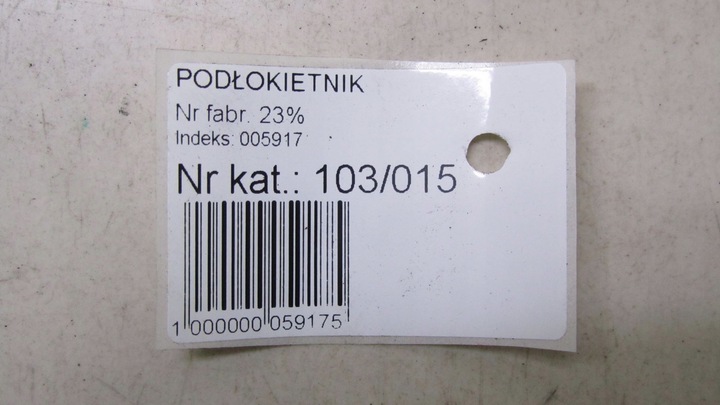 PODŁOKIETNIK
Nr fabr. 23%
Indeks: 005917
Nr kat.: 103/015
1 000000 059175